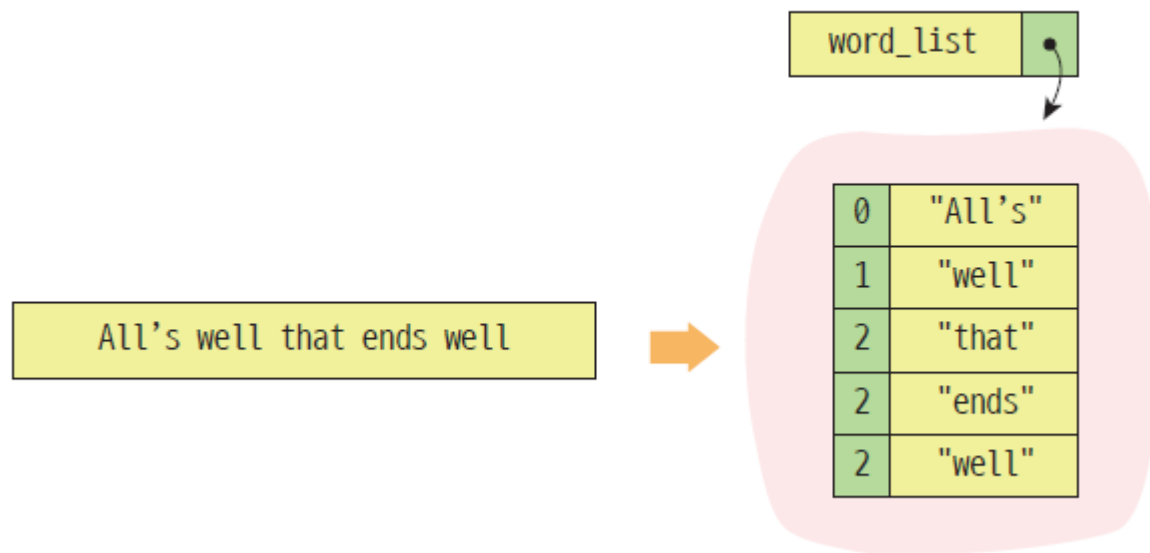 word_list
0 "All’s"
1 "well"
All’s well that ends well
2 "that"
2 "ends"
2 "well"